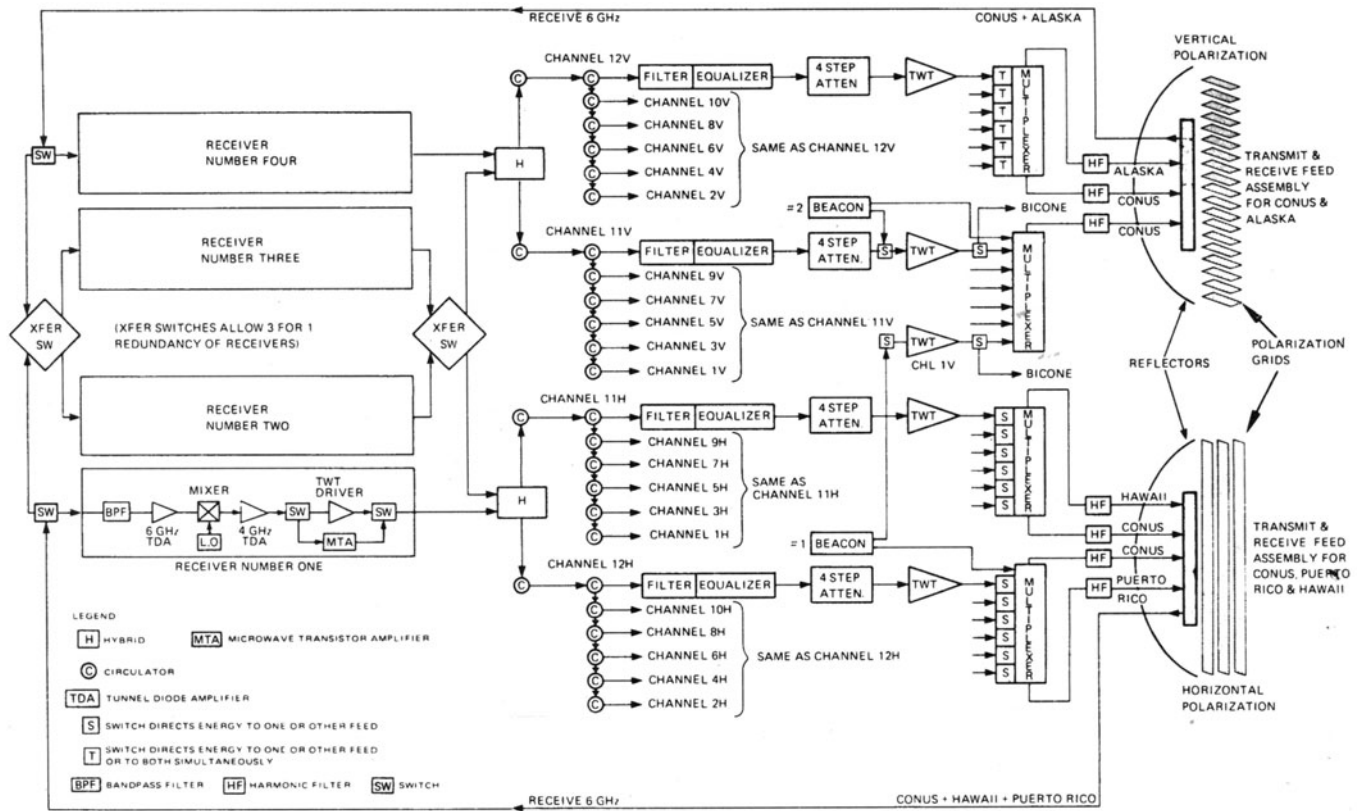 RECEIVE 6 GHz
CONUS + ALASKA
CHANNEL 12V
VERTICAL
POLARIZATION
C
C
FILTER
EQUALIZER
4 STEP
ATTEN
TWT
T
T
T
T
T
T
MULTIPLEXER
C
CHANNEL 10V
C
CHANNEL 8V
C
CHANNEL 6V
C
CHANNEL 4V
C
CHANNEL 2V
SAME AS CHANNEL 12V
SW
RECEIVER
NUMBER FOUR
H
HF
ALASKA
HF
CONUS
HF
CONUS
TRANSMIT &
RECEIVE FEED
ASSEMBLY
FOR CONUS &
ALASKA
RECEIVER
NUMBER THREE
#2
BEACON
BICONE
C
CHANNEL 11V
C
FILTER
EQUALIZER
4 STEP
ATTEN.
S
TWT
S
MULTIPLEXER
C
CHANNEL 9V
C
CHANNEL 7V
C
CHANNEL 5V
C
CHANNEL 3V
C
CHANNEL 1V
SAME AS CHANNEL 11V
S
TWT
S
CHL 1V
BICONE
XFER
SW
(XFER SWITCHES ALLOW 3 FOR 1
REDUNDANCY OF RECEIVERS)
XFER
SW
REFLECTORS
POLARIZATION
GRIDS
RECEIVER
NUMBER TWO
C
CHANNEL 11H
C
FILTER
EQUALIZER
4 STEP
ATTEN.
TWT
S
S
S
S
S
S
MULTIPLEXER
C
CHANNEL 9H
C
CHANNEL 7H
C
CHANNEL 5H
C
CHANNEL 3H
C
CHANNEL 1H
SAME AS
CHANNEL 11H
SW
BPF
6 GHz
TDA
MIXER
L.O
4 GHz
TDA
SW
TWT
DRIVER
MTA
SW
RECEIVER NUMBER ONE
H
HF
HAWAII
HF
CONUS
HF
CONUS
HF
PUERTO
RICO
TRANSMIT &
RECEIVE FEED
ASSEMBLY FOR
CONUS, PUERTO
RICO & HAWAII
#1
BEACON
C
CHANNEL 12H
C
FILTER
EQUALIZER
4 STEP
ATTEN.
TWT
S
S
S
S
S
S
MULTIPLEXER
C
CHANNEL 10H
C
CHANNEL 8H
C
CHANNEL 6H
C
CHANNEL 4H
C
CHANNEL 2H
SAME AS CHANNEL 12H
HORIZONTAL
POLARIZATION
LEGEND
H HYBRID
MTA MICROWAVE TRANSISTOR AMPLIFIER
C CIRCULATOR
TDA TUNNEL DIODE AMPLIFIER
S SWITCH DIRECTS ENERGY TO ONE OR OTHER FEED
T SWITCH DIRECTS ENERGY TO ONE OR OTHER FEED
OR TO BOTH SIMULTANEOUSLY
BPF BANDPASS FILTER
HF HARMONIC FILTER
SW SWITCH
RECEIVE 6 GHz
CONUS + HAWAII + PUERTO RICO